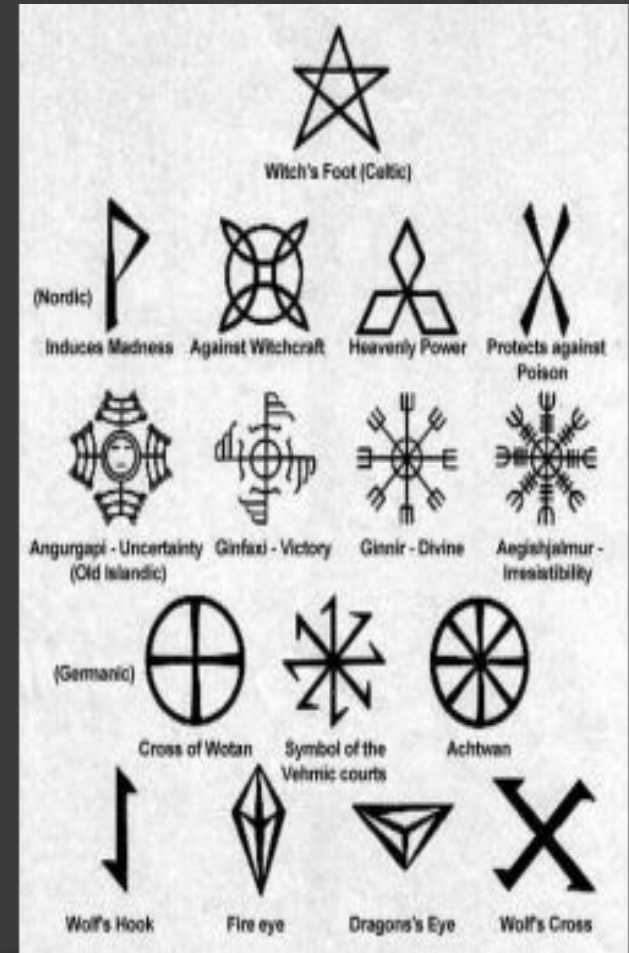 Witch's Foot (Celtic)
(Nordic)
Induces Madness Against Witchcraft Heavenly Power Protects against
Poison
Angurgapi - Uncertainty Ginfaxi - Victory Ginnir - Divine Aegishjalmur -
(Old Islandic) Irresistibility
(Germanic)
Cross of Wotan Symbol of the Achtwan
Vehmic courts
Wolf's Hook Fire eye Dragons's Eye Wolf's Cross